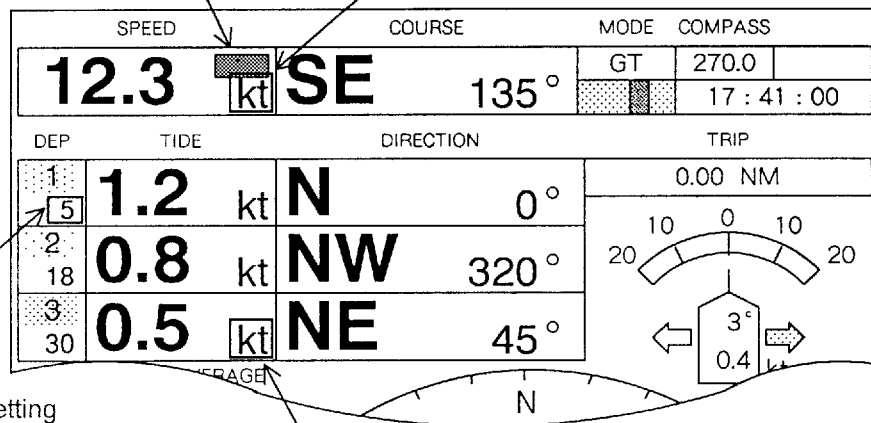 SPEED COURSE MODE COMPASS
12.3 kt SE 135° GT 270.0
17 : 41 : 00
DEP TIDE DIRECTION TRIP
1 5 1.2 kt N 0° 0.00 NM
2 18 0.8 kt NW 320°
3 30 0.5 kt NE 45°
20 10 0 10 20
3°
0.4
N